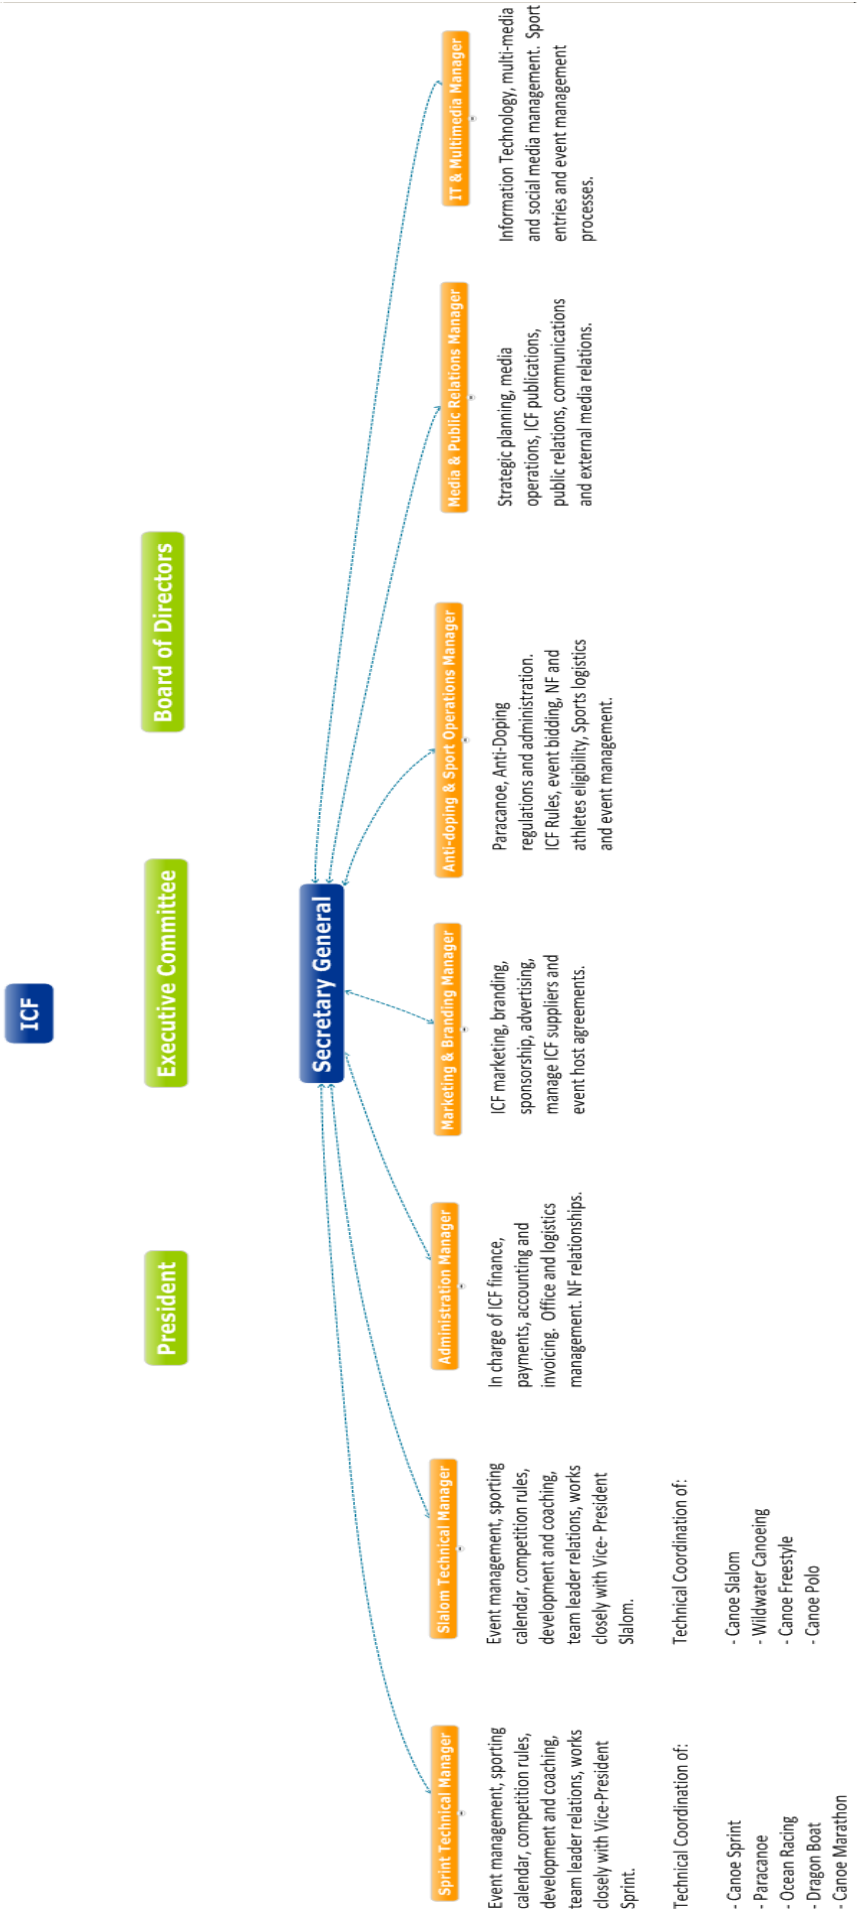 ICF
President
Executive Committee
Board of Directors
Secretary General
Sprint Technical Manager
Event management, sporting
calendar, competition rules,
development and coaching,
team leader relations, works
closely with Vice-President
Sprint.
Technical Coordination of:
- Canoe Sprint
- Paracanoe
- Ocean Racing
- Dragon Boat
- Canoe Marathon
Slalom Technical Manager
Event management, sporting
calendar, competition rules,
development and coaching,
team leader relations, works
closely with Vice- President
Slalom.
Technical Coordination of:
- Canoe Slalom
- Wildwater Canoeing
- Canoe Freestyle
- Canoe Polo
Administration Manager
In charge of ICF finance,
payments, accounting and
invoicing. Office and logistics
management. NF relationships.
Marketing & Branding Manager
ICF marketing, branding,
sponsorship, advertising,
manage ICF suppliers and
event host agreements.
Anti-doping & Sport Operations Manager
Paracanoe, Anti-Doping
regulations and administration.
ICF Rules, event bidding, NF and
athletes eligibility, Sports logistics
and event management.
Media & Public Relations Manager
Strategic planning, media
operations, ICF publications,
public relations, communications
and external media relations.
IT & Multimedia Manager
Information Technology, multi-media
and social media management. Sport
entries and event management
processes.